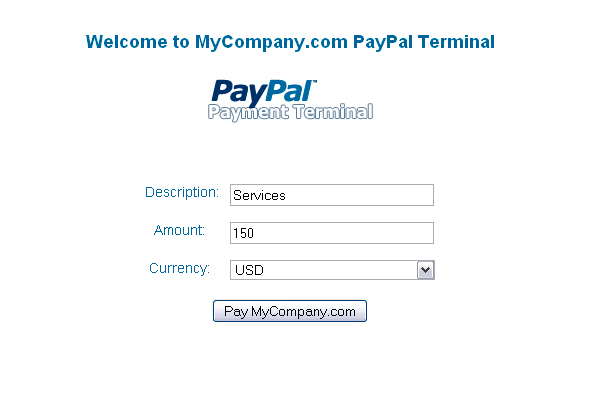 Welcome to MyCompany.com PayPal Terminal
PayPal™
Payment Terminal
Description: Services
Amount: 150
Currency: USD
Pay MyCompany.com